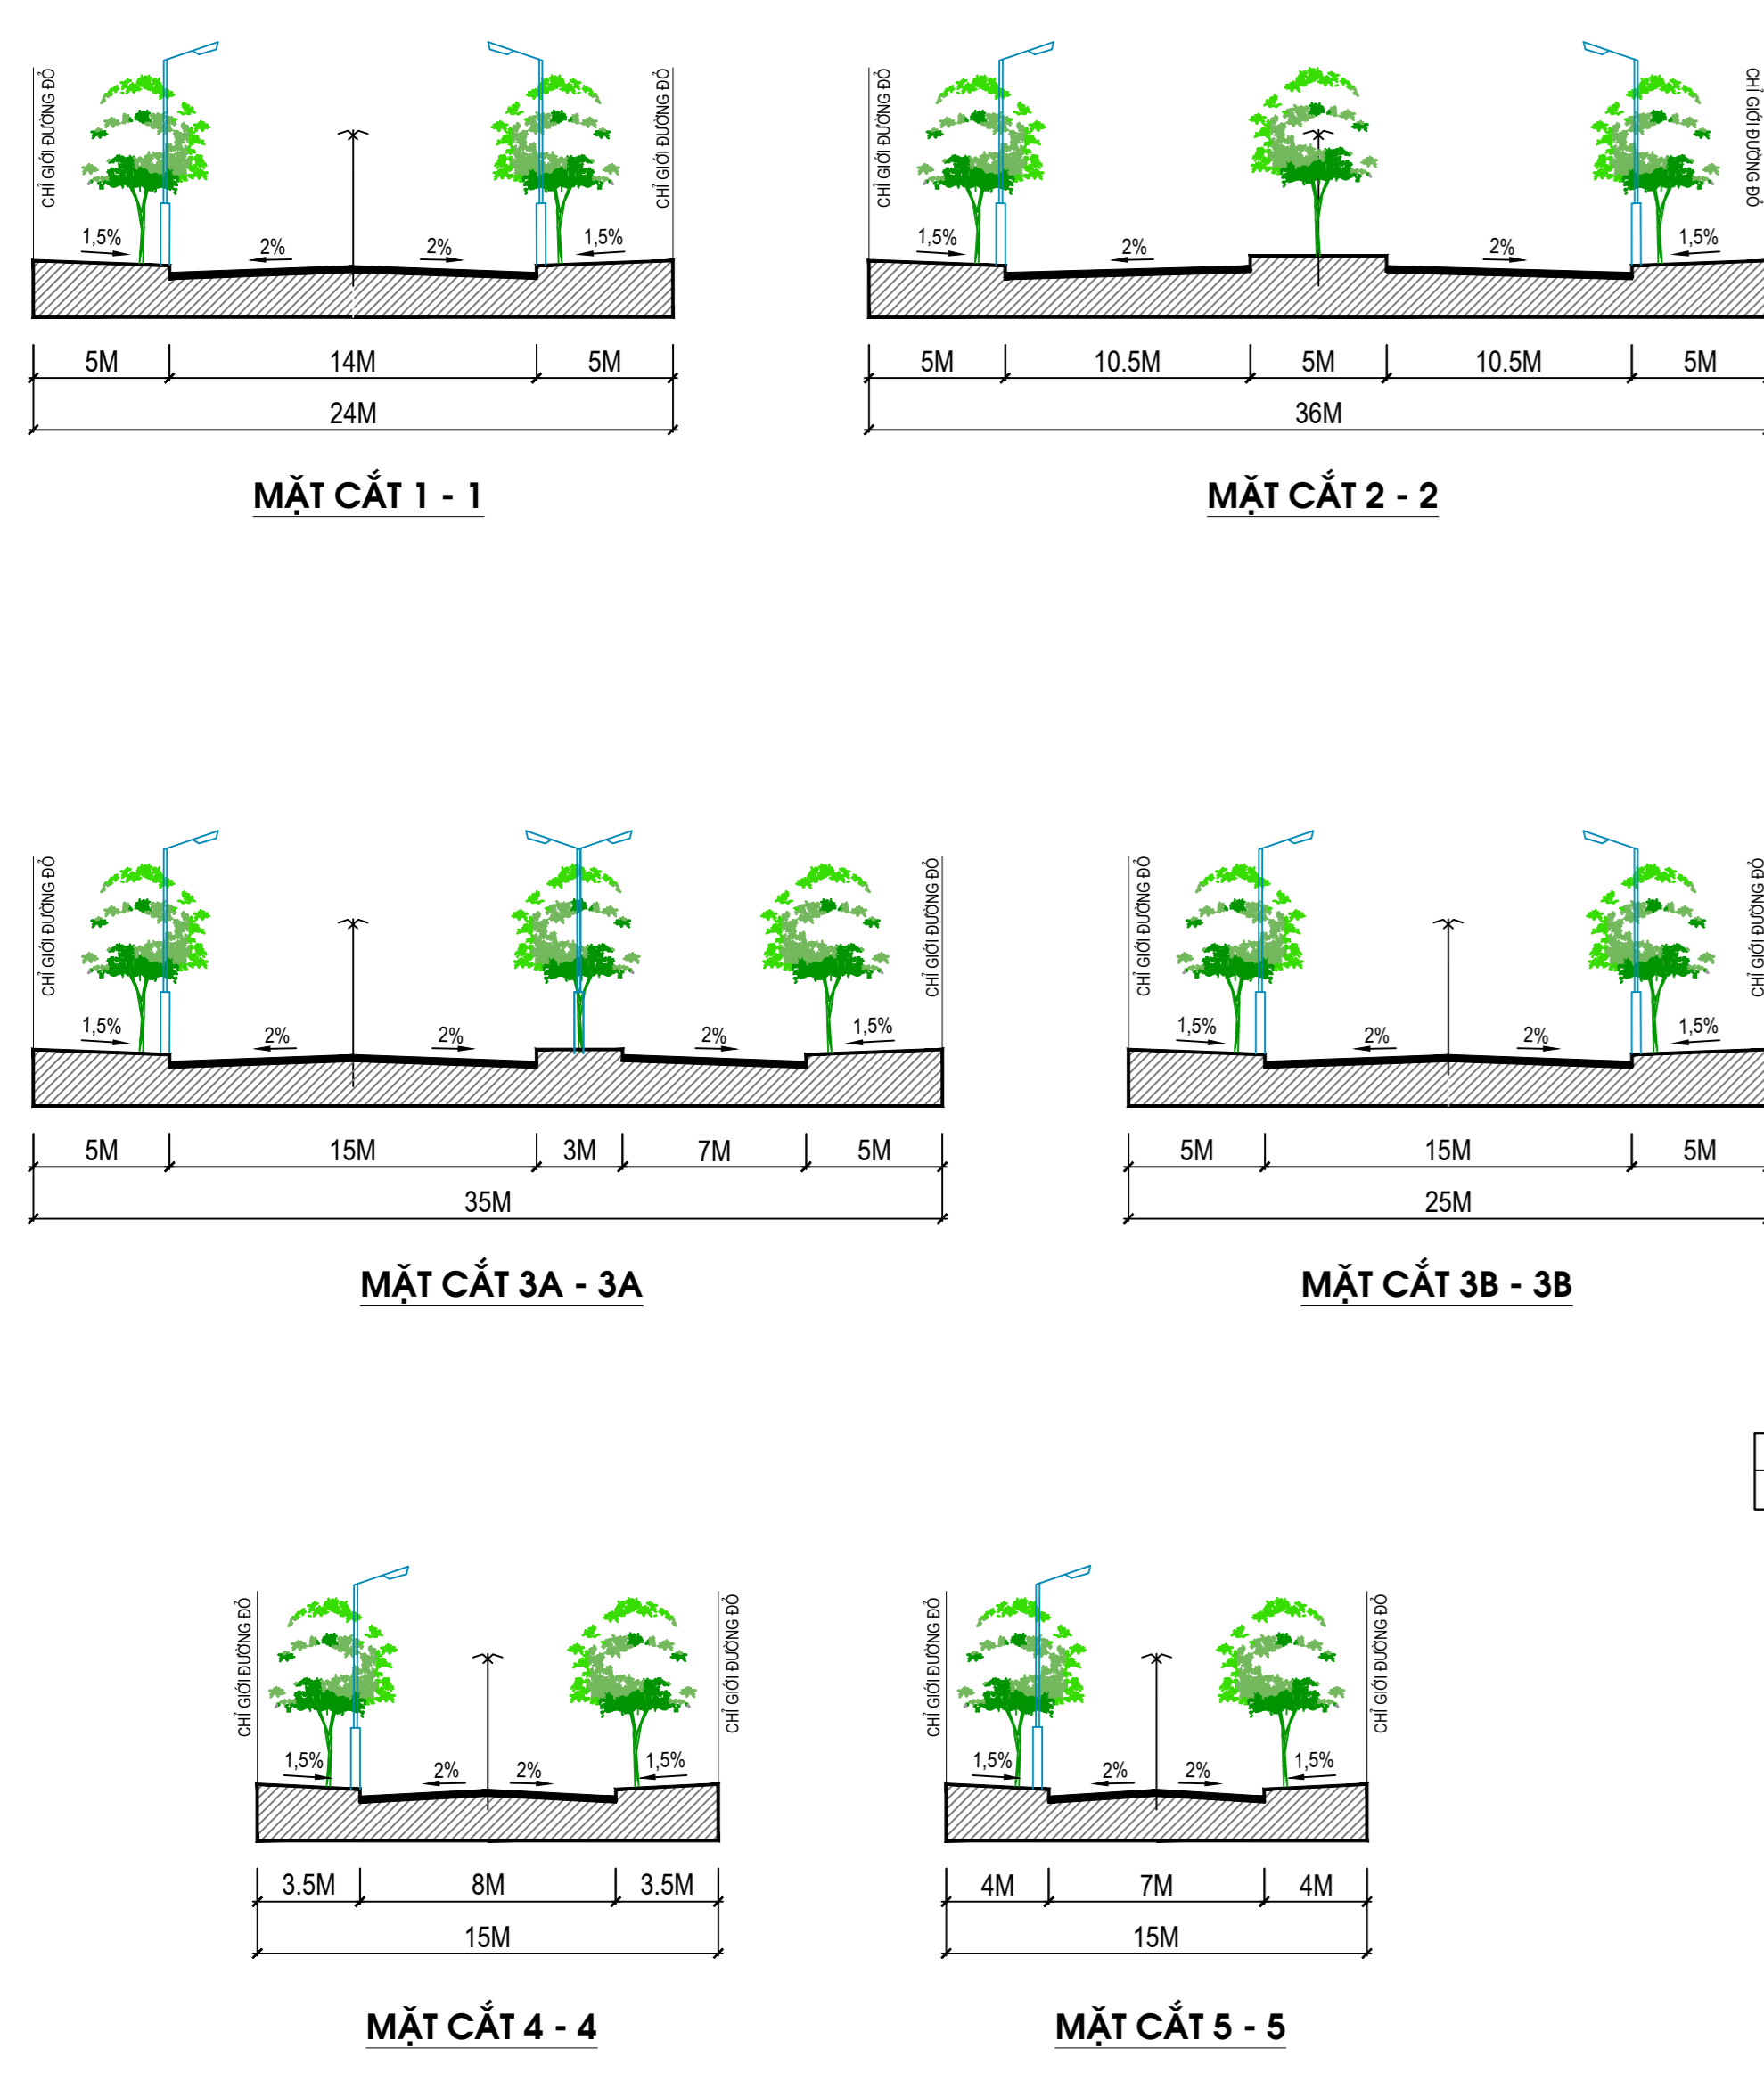 CHỈ GIỚI ĐƯỜNG ĐỎ
CHỈ GIỚI ĐƯỜNG ĐỎ
1,5%
2%
2%
1,5%
5M
14M
5M
24M
MẶT CẮT 1 - 1
CHỈ GIỚI ĐƯỜNG ĐỎ
CHỈ GIỚI ĐƯỜNG ĐỎ
1,5%
2%
2%
1,5%
5M
10.5M
5M
10.5M
5M
36M
MẶT CẮT 2 - 2
CHỈ GIỚI ĐƯỜNG ĐỎ
CHỈ GIỚI ĐƯỜNG ĐỎ
1,5%
2%
2%
2%
1,5%
5M
15M
3M
7M
5M
35M
MẶT CẮT 3A - 3A
CHỈ GIỚI ĐƯỜNG ĐỎ
CHỈ GIỚI ĐƯỜNG ĐỎ
1,5%
2%
2%
1,5%
5M
15M
5M
25M
MẶT CẮT 3B - 3B
CHỈ GIỚI ĐƯỜNG ĐỎ
CHỈ GIỚI ĐƯỜNG ĐỎ
1,5%
2%
2%
1,5%
3.5M
8M
3.5M
15M
MẶT CẮT 4 - 4
CHỈ GIỚI ĐƯỜNG ĐỎ
CHỈ GIỚI ĐƯỜNG ĐỎ
1,5%
2%
2%
1,5%
4M
7M
4M
15M
MẶT CẮT 5 - 5